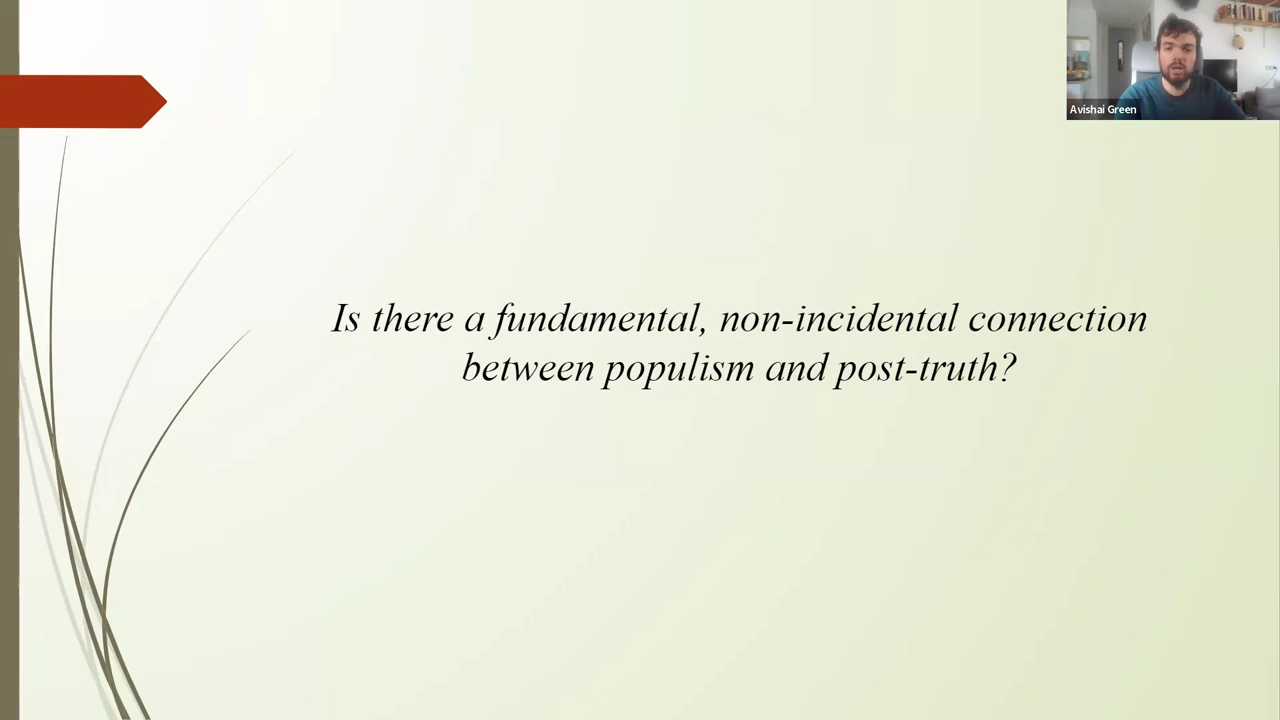 Avishai Green
Is there a fundamental, non-incidental connection
between populism and post-truth?